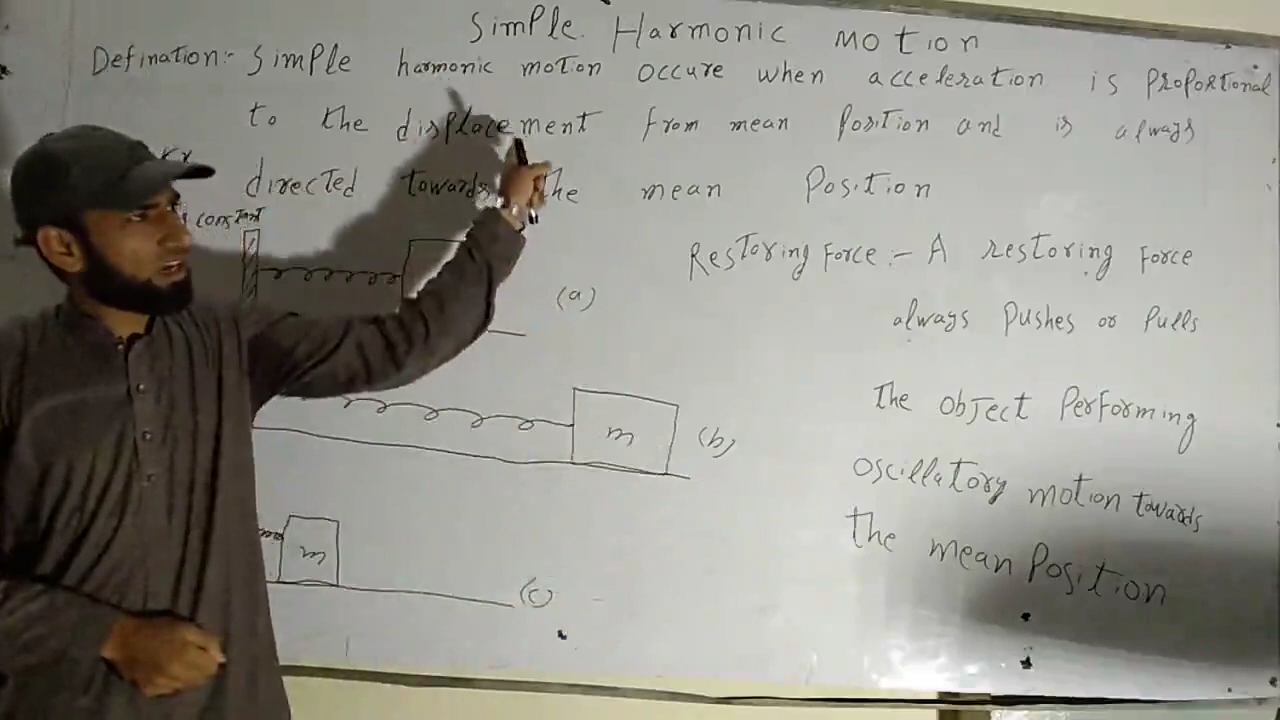 Simple Harmonic motion
Defination:- Simple harmonic motion occure when acceleration is proportional
to the displacement from mean position and is always
directed towards the mean position
constant
Restoring Force:- A restoring force
always pushes or pulls
the object performing
oscillatory motion towards
the mean position
(a)
m
(b)
m
(c)